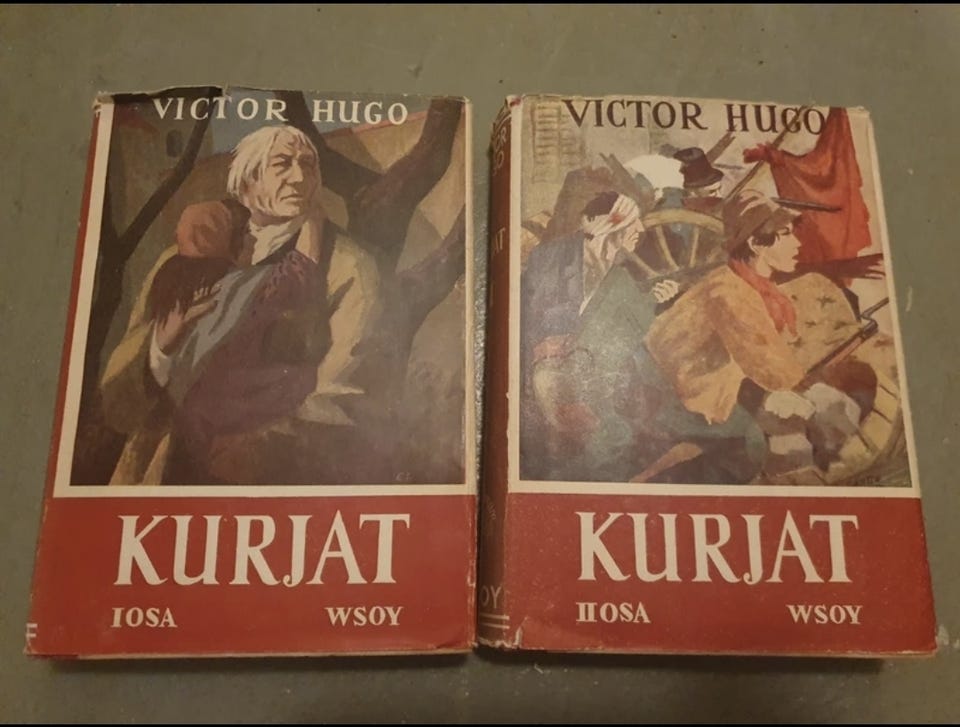 VICTOR HUGO
KURJAT
I OSA
WSOY
VICTOR HUGO
KURJAT
II OSA
WSOY